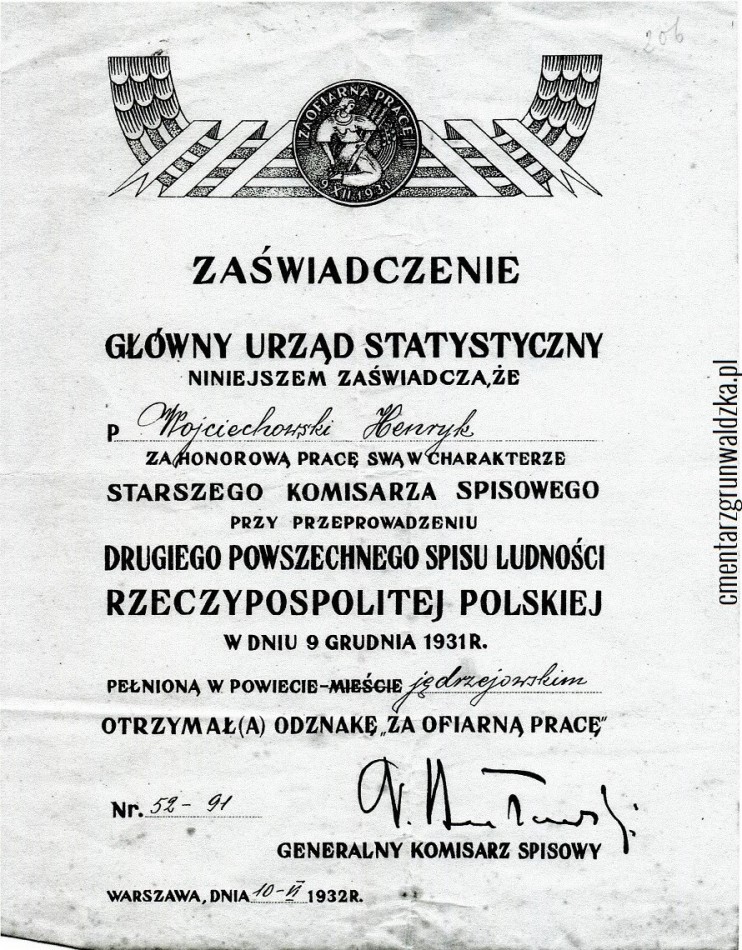 206
ZA OFIARNĄ PRACĘ
9 XII 1931
ZAŚWIADCZENIE
GŁÓWNY URZĄD STATYSTYCZNY
NINIEJSZEM ZAŚWIADCZA, ŻE
P Wojciechowski Henryk
ZA HONOROWĄ PRACĘ SWĄ W CHARAKTERZE
STARSZEGO KOMISARZA SPISOWEGO
PRZY PRZEPROWADZENIU
DRUGIEGO POWSZECHNEGO SPISU LUDNOŚCI
RZECZYPOSPOLITEJ POLSKIEJ
W DNIU 9 GRUDNIA 1931 R.
PEŁNIONĄ W POWIECIE-MIEŚCIE jędrzejowskim
OTRZYMAŁ(A) ODZNAKĘ „ZA OFIARNĄ PRACĘ"
Nr. 52-91
GENERALNY KOMISARZ SPISOWY
WARSZAWA, DNIA 10-VI 1932 R.
cmentarzgrunwaldzka.pl